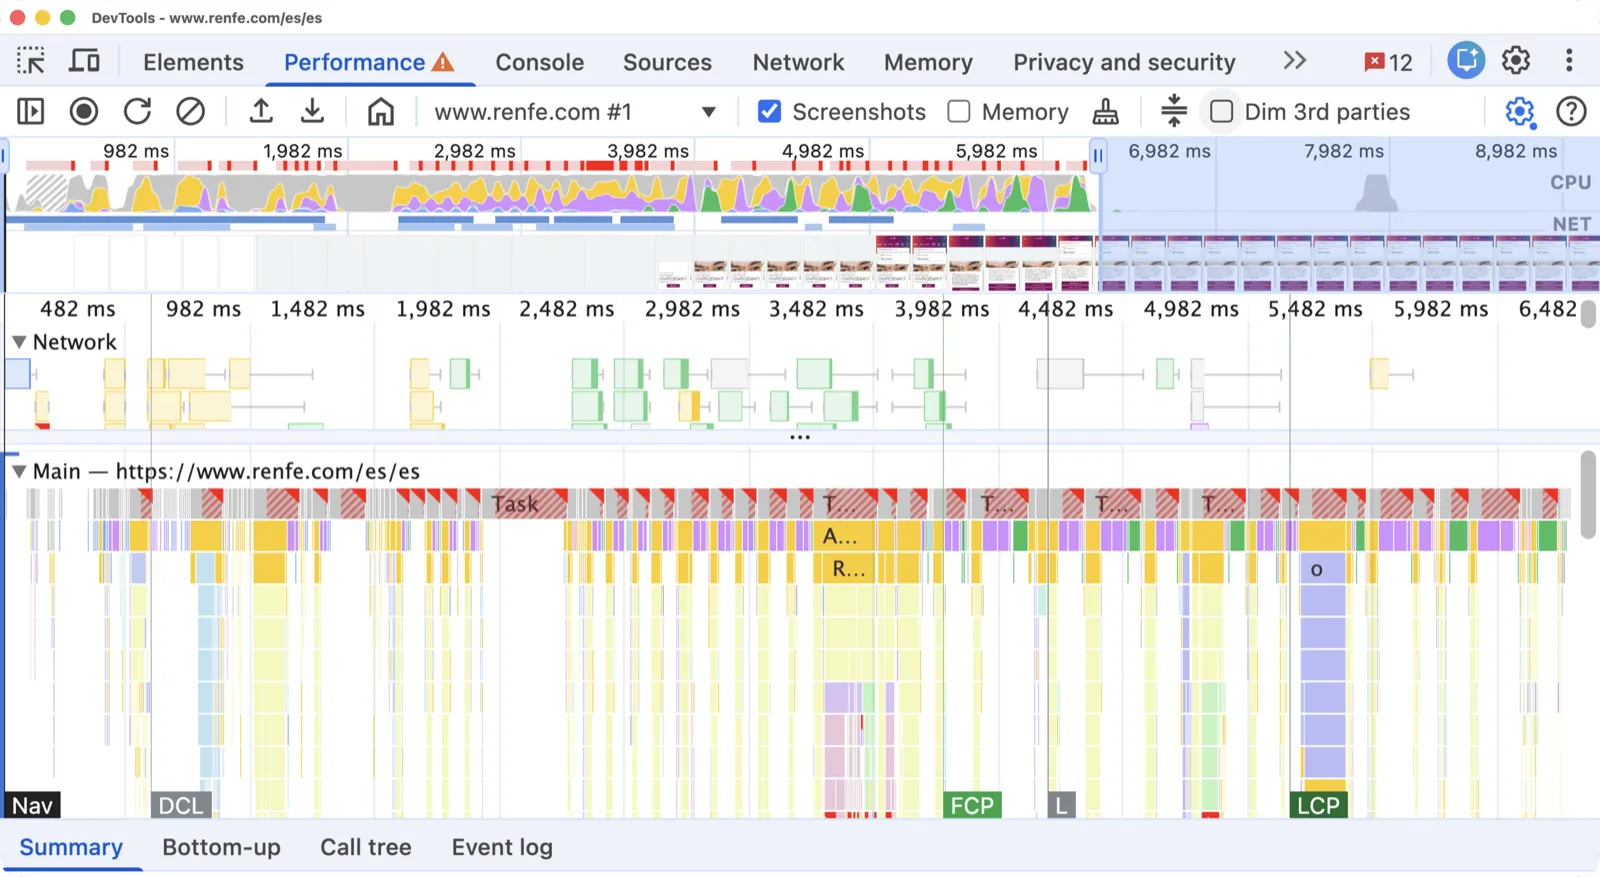 DevTools - www.renfe.com/es/es
Elements Performance Console Sources Network Memory Privacy and security 12
www.renfe.com #1 Screenshots Memory Dim 3rd parties
982 ms 1,982 ms 2,982 ms 3,982 ms 4,982 ms 5,982 ms 6,982 ms 7,982 ms 8,982 ms
CPU
NET
482 ms 982 ms 1,482 ms 1,982 ms 2,482 ms 2,982 ms 3,482 ms 3,982 ms 4,482 ms 4,982 ms 5,482 ms 5,982 ms 6,482
Network
Main — https://www.renfe.com/es/es
Task T... T... T... T...
A...
R... o
Nav DCL FCP L LCP
Summary Bottom-up Call tree Event log